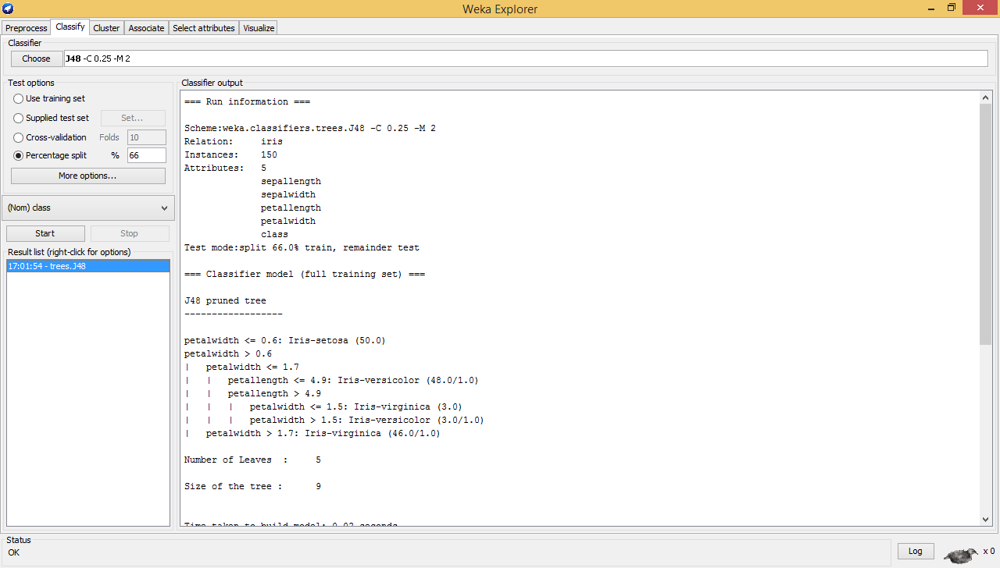 Weka Explorer
Preprocess Classify Cluster Associate Select attributes Visualize
Classifier
Choose J48 -C 0.25 -M 2
Test options
Use training set
Supplied test set Set...
Cross-validation Folds 10
Percentage split % 66
More options...
(Nom) class
Start Stop
Result list (right-click for options)
17:01:54 - trees.J48
Classifier output
=== Run information ===
Scheme:weka.classifiers.trees.J48 -C 0.25 -M 2
Relation: iris
Instances: 150
Attributes: 5
sepallength
sepalwidth
petallength
petalwidth
class
Test mode:split 66.0% train, remainder test
=== Classifier model (full training set) ===
J48 pruned tree
------------------
petalwidth <= 0.6: Iris-setosa (50.0)
petalwidth > 0.6
| petalwidth <= 1.7
| | petallength <= 4.9: Iris-versicolor (48.0/1.0)
| | petallength > 4.9
| | | petalwidth <= 1.5: Iris-virginica (3.0)
| | | petalwidth > 1.5: Iris-versicolor (3.0/1.0)
| petalwidth > 1.7: Iris-virginica (46.0/1.0)
Number of Leaves : 5
Size of the tree : 9
Time taken to build model: 0.02 seconds
Status
OK
Log x 0